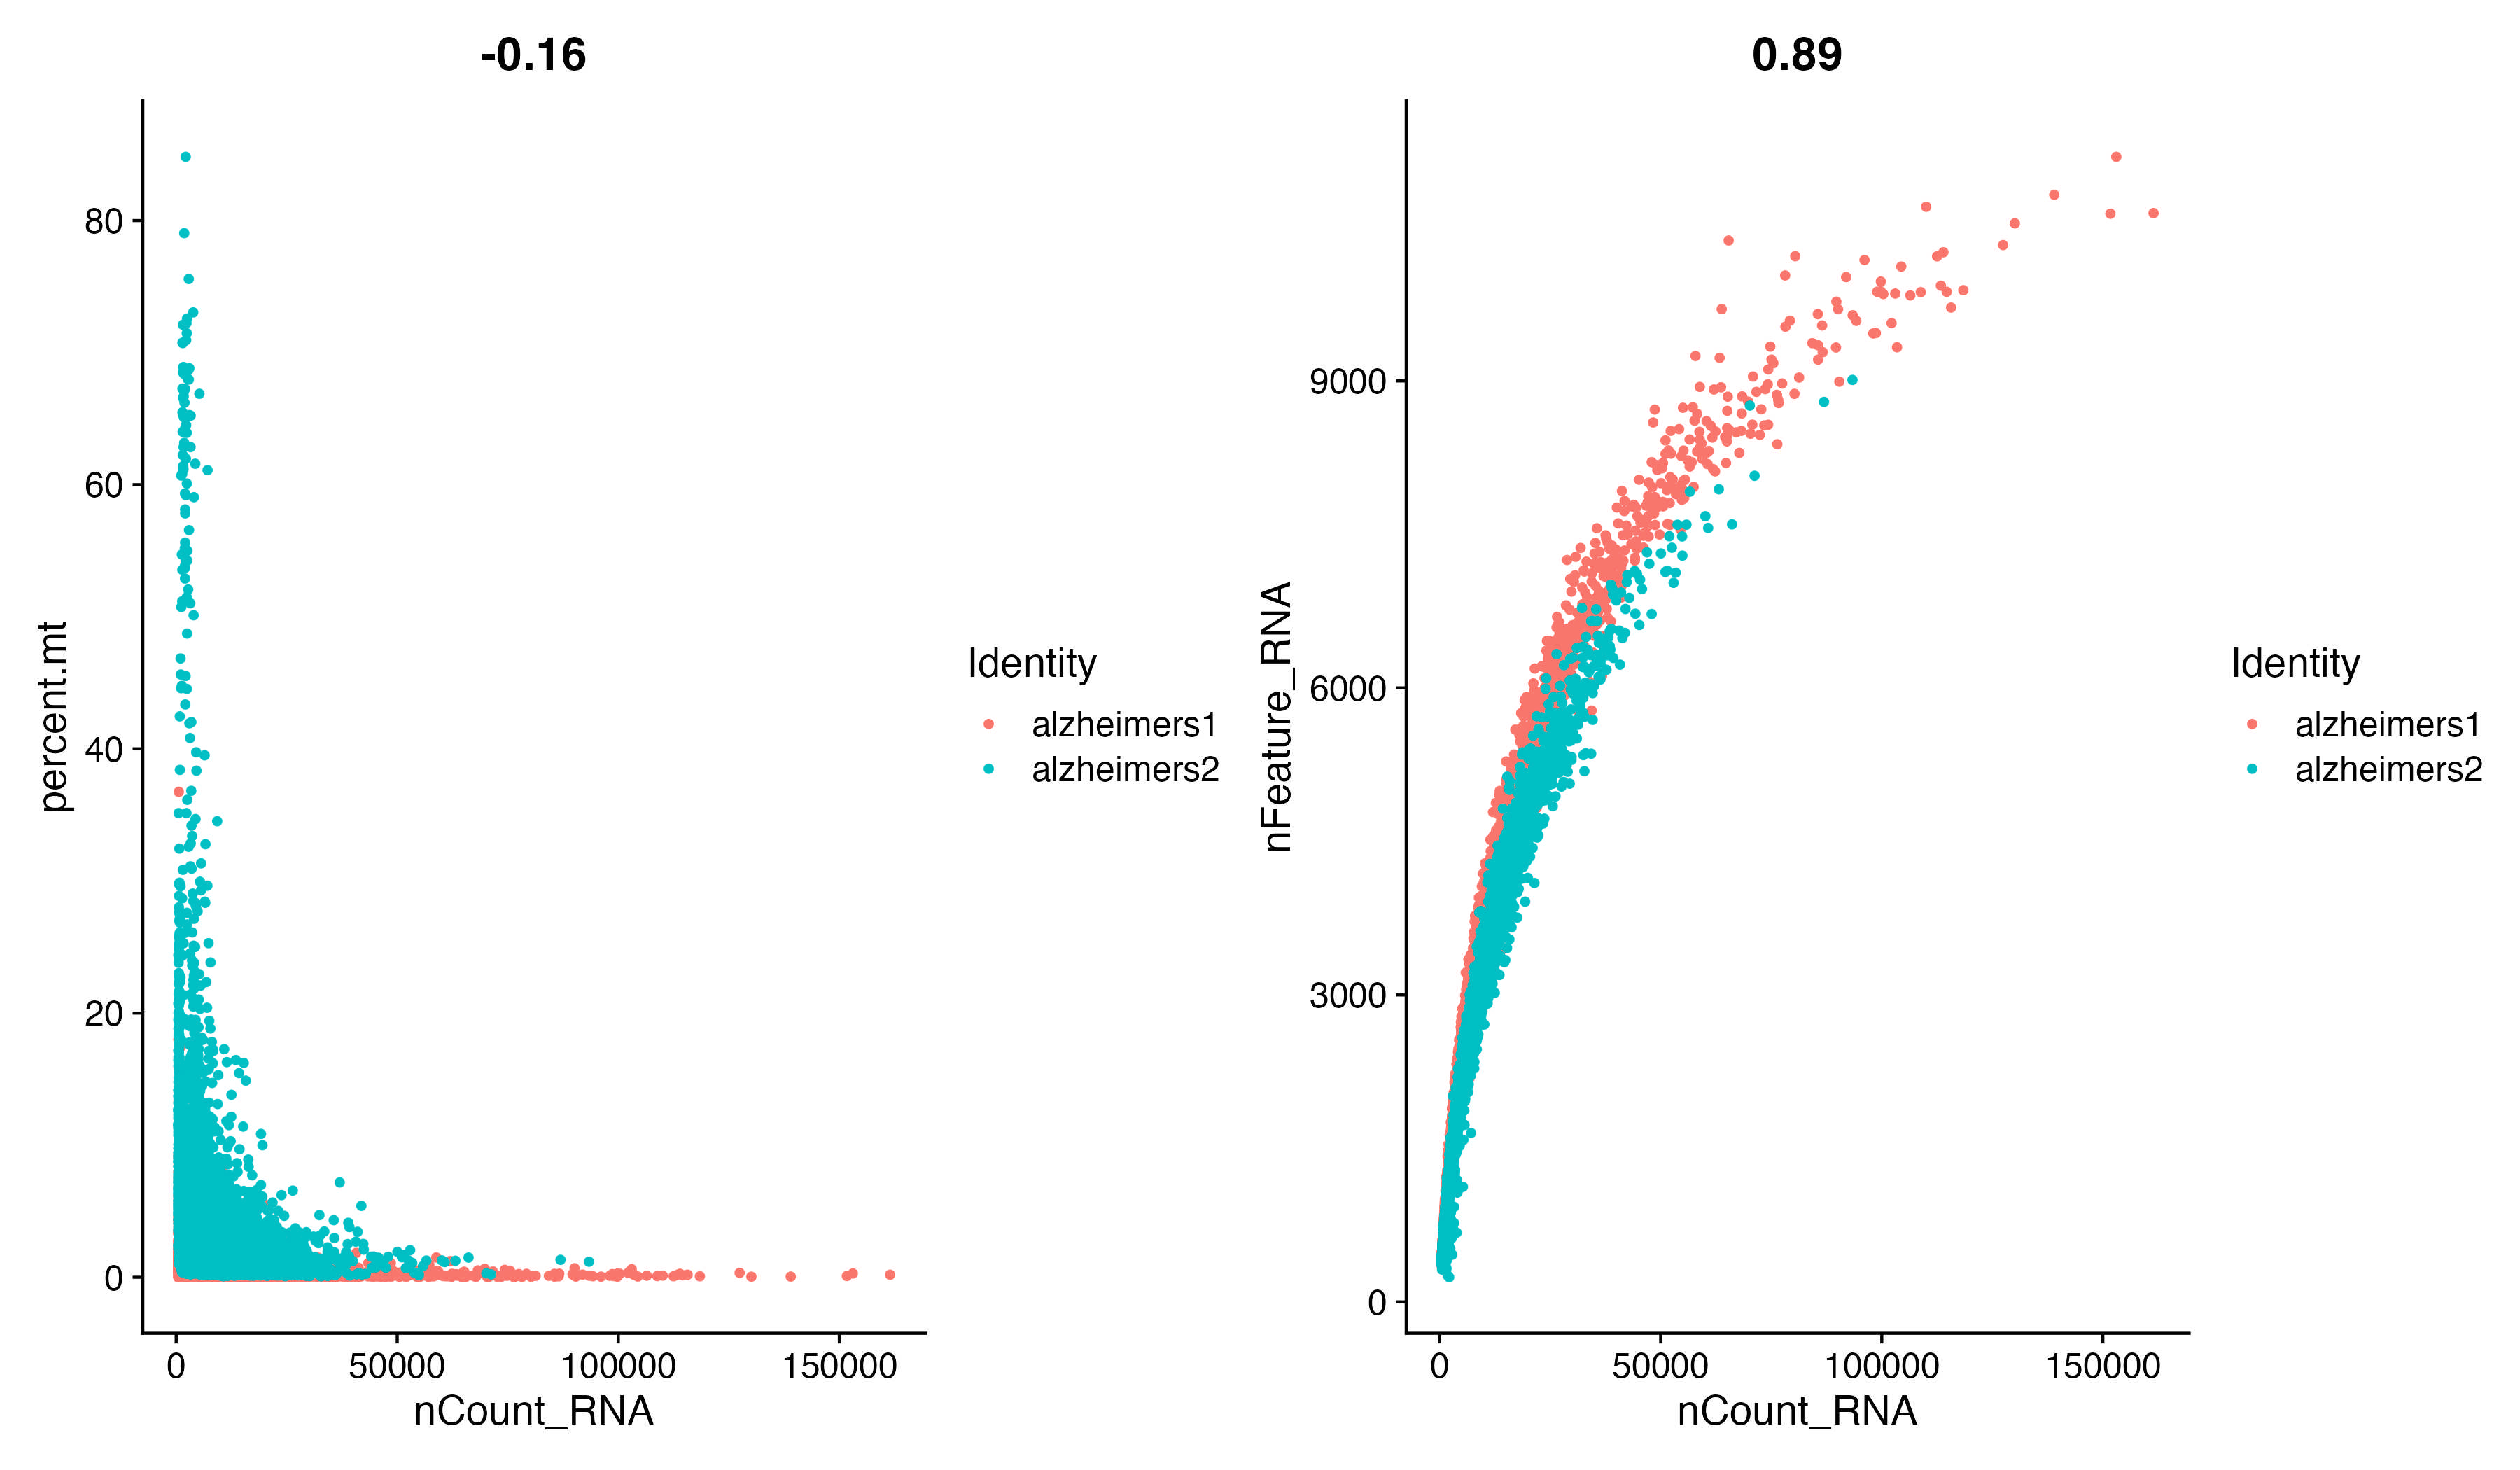 -0.16
percent.mt
80
60
40
20
0
0 50000 100000 150000
nCount_RNA
Identity
alzheimers1
alzheimers2
0.89
nFeature_RNA
9000
6000
3000
0
0 50000 100000 150000
nCount_RNA
Identity
alzheimers1
alzheimers2